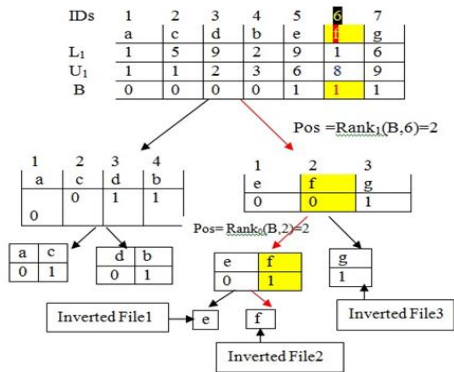 IDs 1 2 3 4 5 6 7
a c d b e f g
L1 1 5 9 2 9 1 6
U1 1 1 2 3 6 8 9
B 0 0 0 0 1 1 1
Pos =Rank1(B,6)=2
1 2 3 4
a c d b
0 1 1
0
1 2 3
e f g
0 0 1
Pos= Rank0(B,2)=2
a c
0 1
d b
0 1
e f
0 1
g
1
Inverted File1
e
f
Inverted File3
Inverted File2